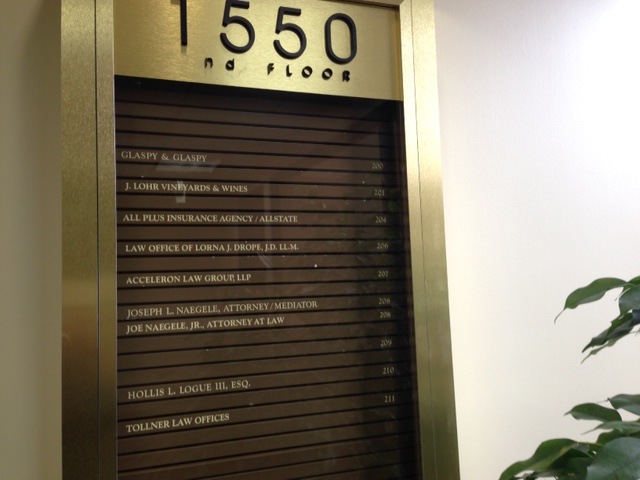 1550
nd FLOOR
GLASPY & GLASPY 200
J. LOHR VINEYARDS & WINES 201
ALL PLUS INSURANCE AGENCY / ALLSTATE 204
LAW OFFICE OF LORNA J. DROPE, J.D. LL.M. 206
ACCELERON LAW GROUP, LLP 207
JOSEPH L. NAEGELE, ATTORNEY/MEDIATOR 208
JOE NAEGELE, JR., ATTORNEY AT LAW 208
209
HOLLIS L. LOGUE III, ESQ. 210
TOLLNER LAW OFFICES 211